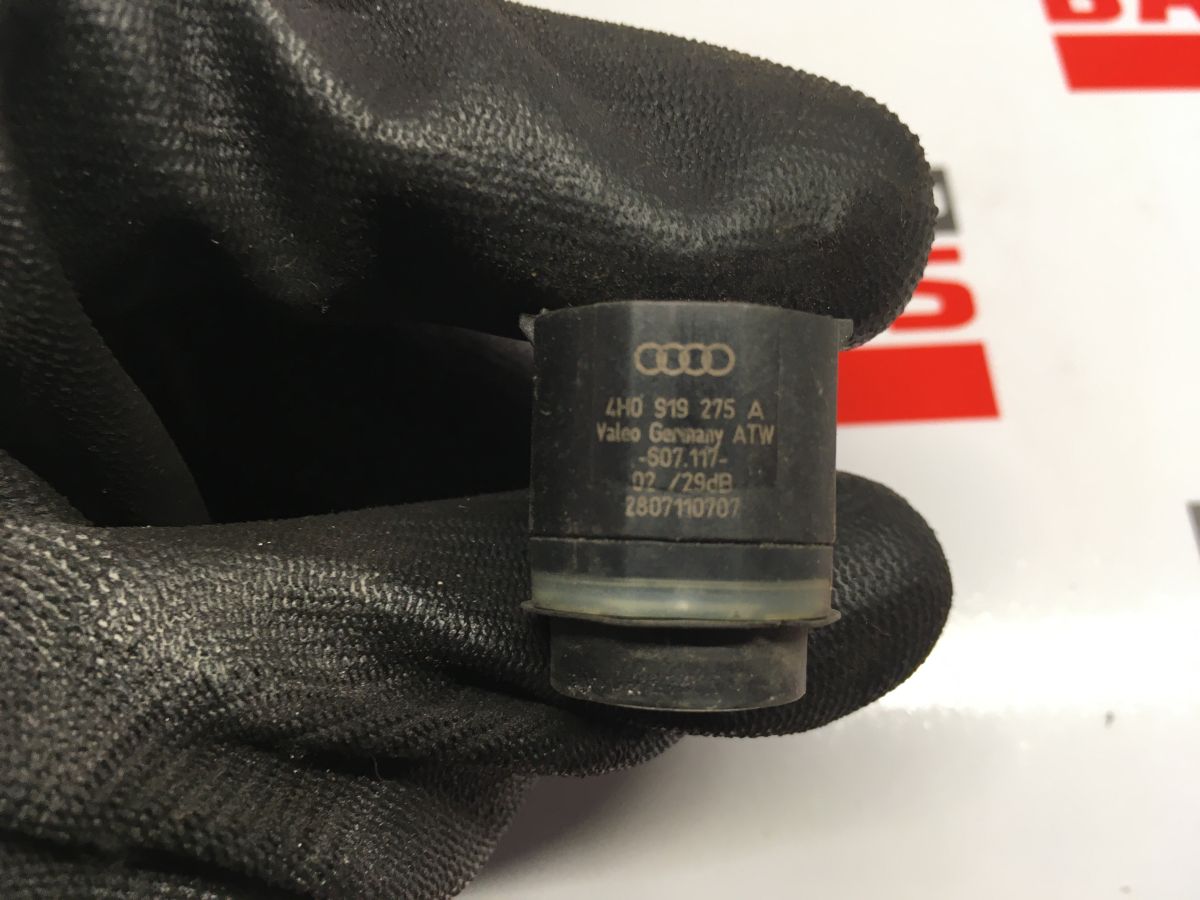 4H0 919 275 A
Valeo Germany ATW
-S07.117-
02 /29dB
2807110707